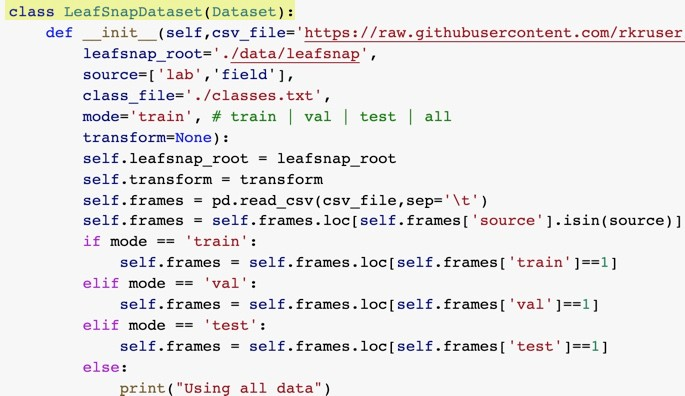 class LeafSnapDataset(Dataset):
    def __init__(self,csv_file='https://raw.githubusercontent.com/rkruser
        leafsnap_root='./data/leafsnap',
        source=['lab','field'],
        class_file='./classes.txt',
        mode='train', # train | val | test | all
        transform=None):
        self.leafsnap_root = leafsnap_root
        self.transform = transform
        self.frames = pd.read_csv(csv_file,sep='\t')
        self.frames = self.frames.loc[self.frames['source'].isin(source)]
        if mode == 'train':
            self.frames = self.frames.loc[self.frames['train']==1]
        elif mode == 'val':
            self.frames = self.frames.loc[self.frames['val']==1]
        elif mode == 'test':
            self.frames = self.frames.loc[self.frames['test']==1]
        else:
            print("Using all data")